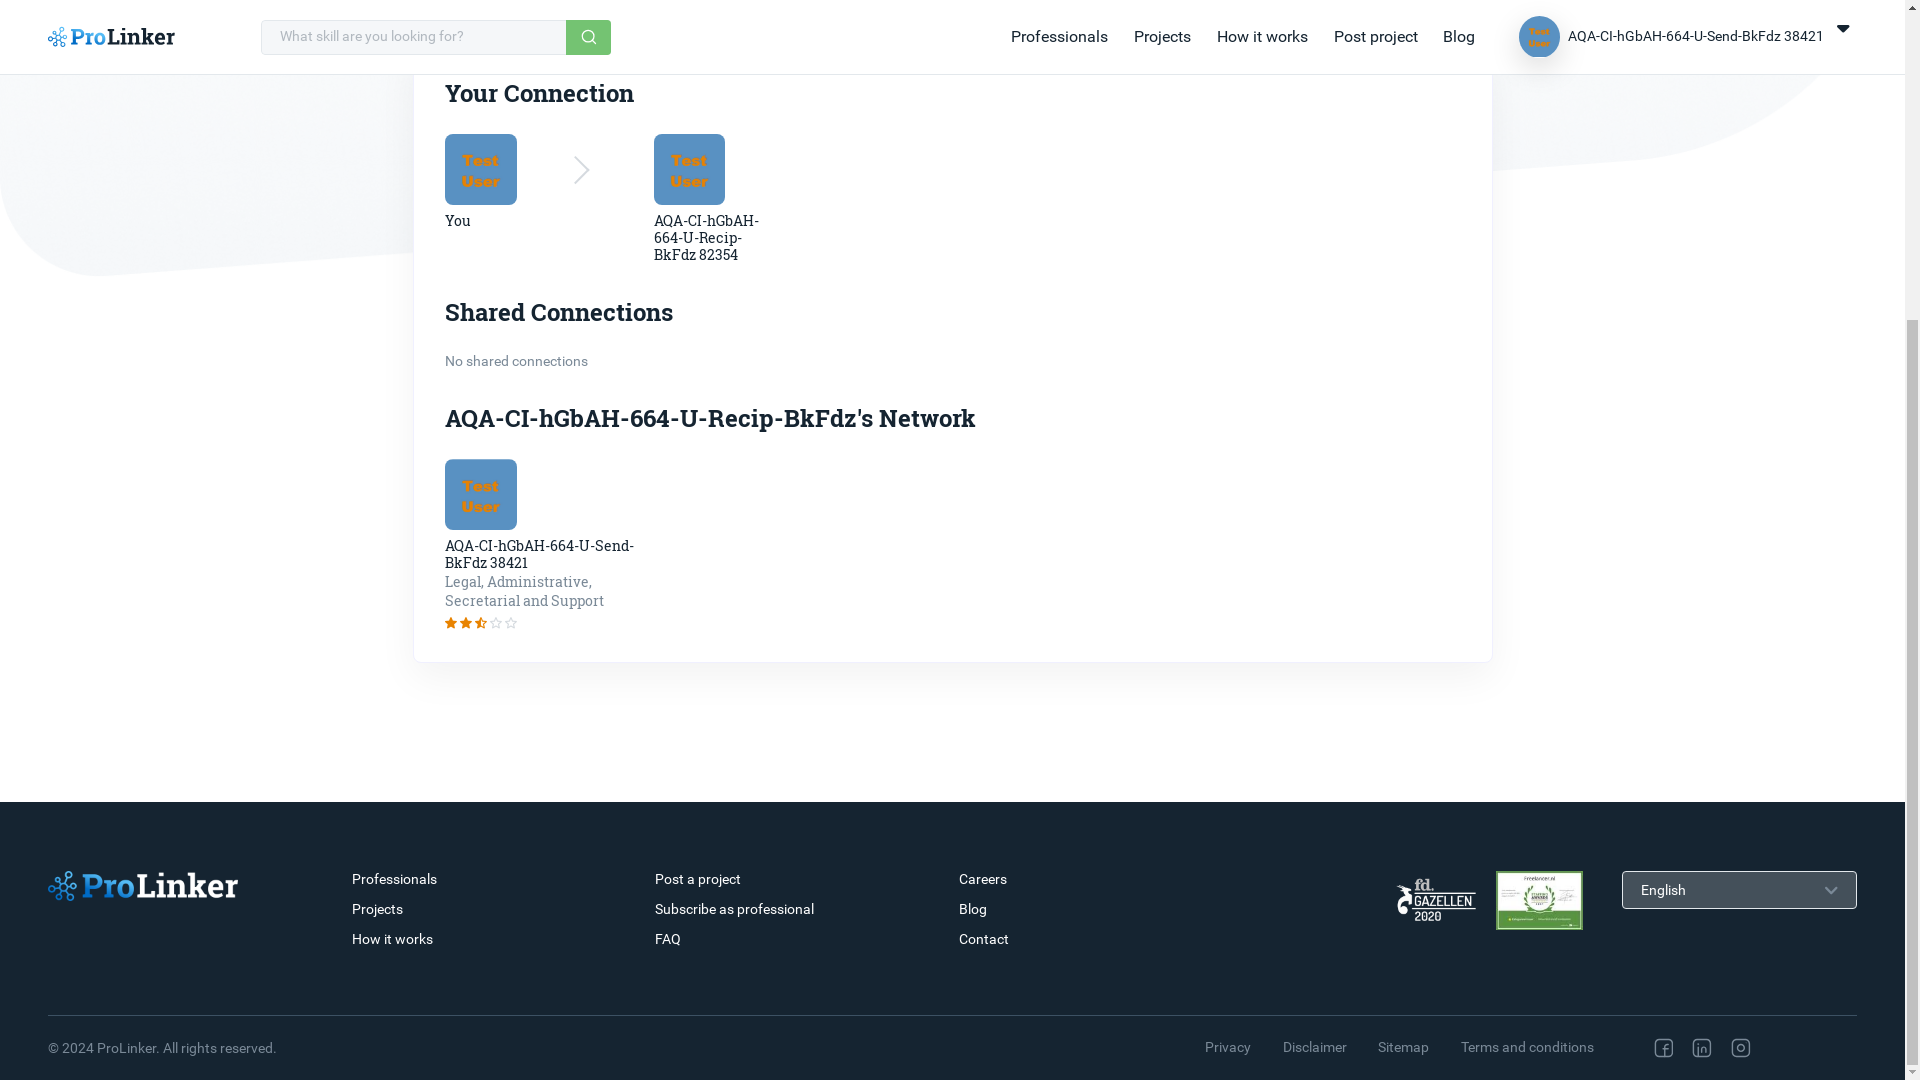 ProLinker
What skill are you looking for?
Professionals
Projects
How it works
Post project
Blog
Test
User
AQA-CI-hGbAH-664-U-Send-BkFdz 38421
Your Connection
Test
User
Test
User
You
AQA-CI-hGbAH-
664-U-Recip-
BkFdz 82354
Shared Connections
No shared connections
AQA-CI-hGbAH-664-U-Recip-BkFdz's Network
Test
User
AQA-CI-hGbAH-664-U-Send-
BkFdz 38421
Legal, Administrative,
Secretarial and Support
ProLinker
Professionals
Projects
How it works
Post a project
Subscribe as professional
FAQ
Careers
Blog
Contact
fd.
GAZELLEN
2020
Freelancer.nl
English
© 2024 ProLinker. All rights reserved.
Privacy
Disclaimer
Sitemap
Terms and conditions